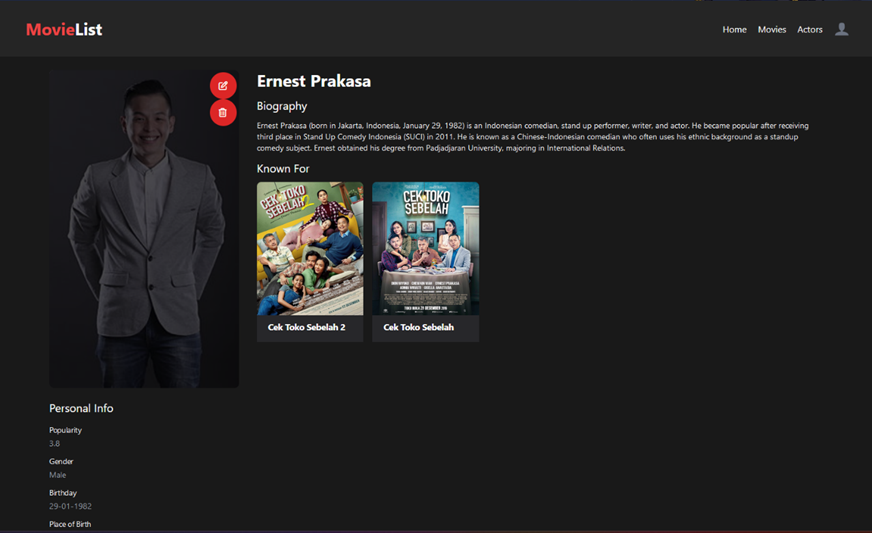 MovieList
Home Movies Actors
Ernest Prakasa
Biography
Ernest Prakasa (born in Jakarta, Indonesia, January 29, 1982) is an Indonesian comedian, stand up performer, writer, and actor. He became popular after receiving
third place in Stand Up Comedy Indonesia (SUCI) in 2011. He is known as a Chinese-Indonesian comedian who often uses his ethnic background as a standup
comedy subject. Ernest obtained his degree from Padjadjaran University, majoring in International Relations.
Known For
CEK TOKO
SEBELAH 2
CEK TOKO
SEBELAH
Cek Toko Sebelah 2
Cek Toko Sebelah
Personal Info
Popularity
3.8
Gender
Male
Birthday
29-01-1982
Place of Birth